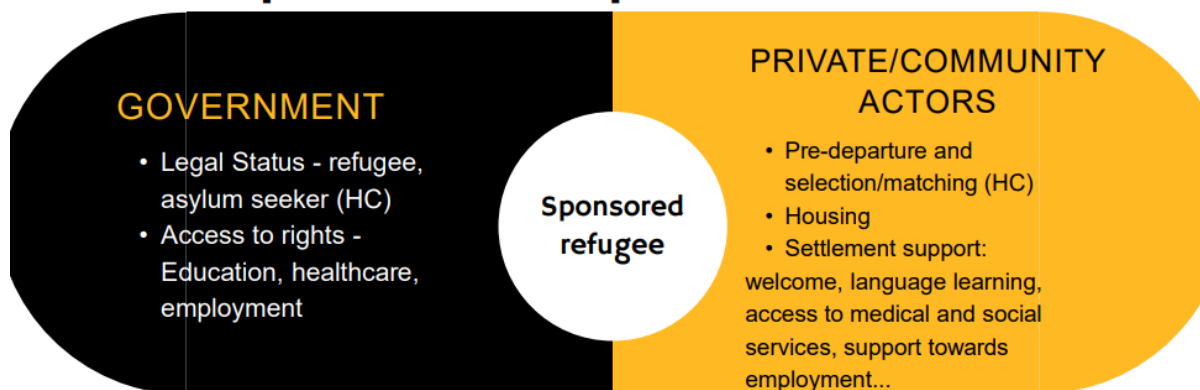 GOVERNMENT
• Legal Status - refugee,
asylum seeker (HC)
• Access to rights -
Education, healthcare,
employment
Sponsored
refugee
PRIVATE/COMMUNITY
ACTORS
• Pre-departure and
selection/matching (HC)
• Housing
• Settlement support:
welcome, language learning,
access to medical and social
services, support towards
employment...